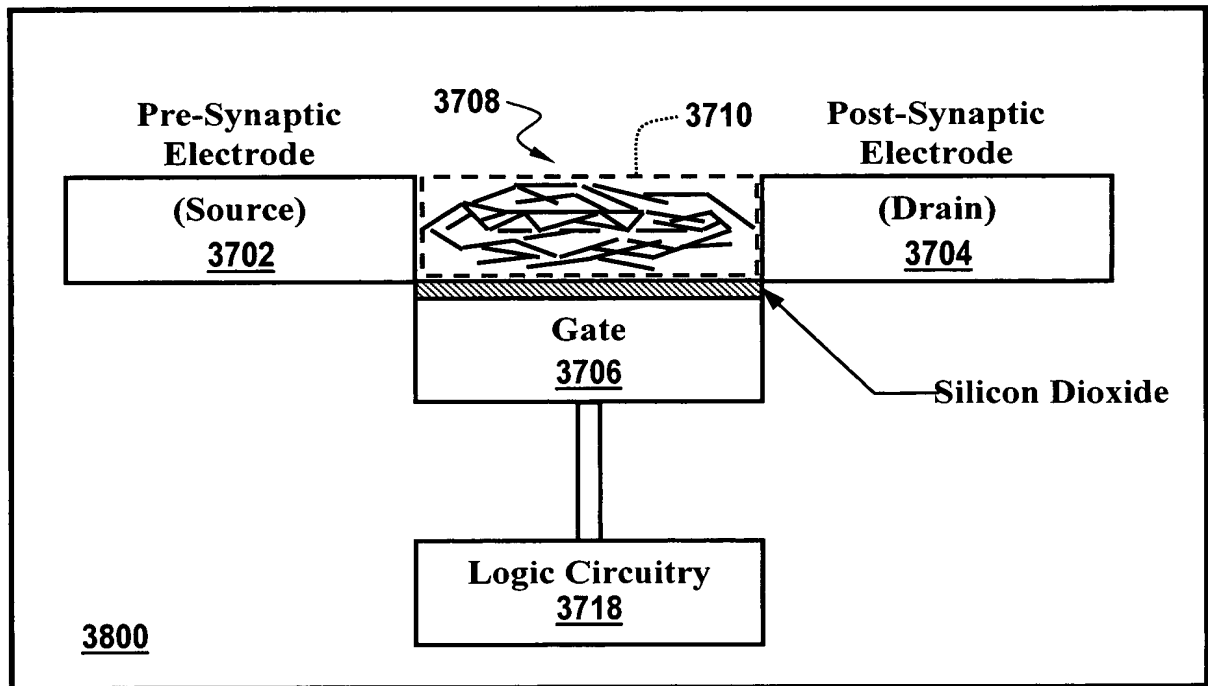 3708
3710
Pre-Synaptic
Electrode
Post-Synaptic
Electrode
(Source)
3702
(Drain)
3704
Gate
3706
Silicon Dioxide
Logic Circuitry
3718
3800